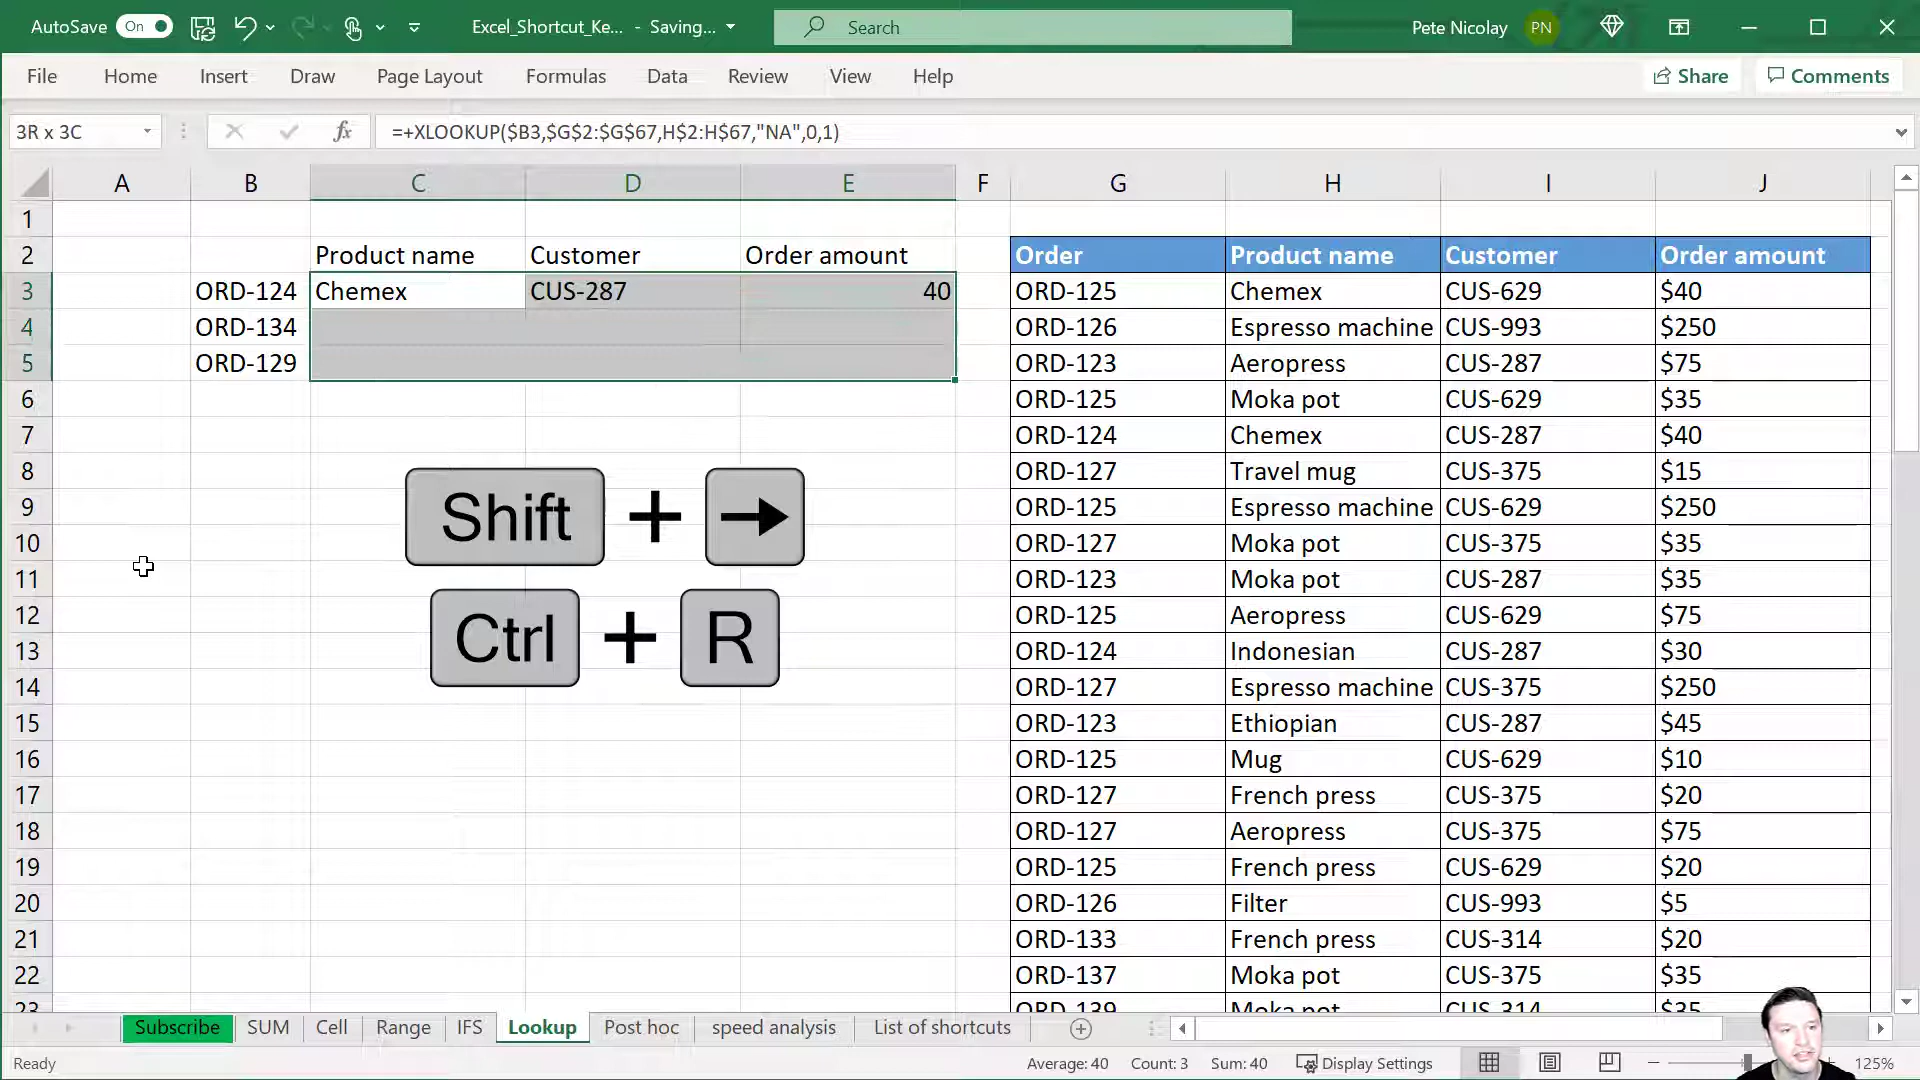 AutoSave On Excel_Shortcut_Ke... - Saving... Search Pete Nicolay PN
File Home Insert Draw Page Layout Formulas Data Review View Help Share Comments
3R x 3C fx =+XLOOKUP($B3,$G$2:$G$67,H$2:H$67,"NA",0,1)
A B C D E F G H I J
1
2 Product name Customer Order amount Order Product name Customer Order amount
3 ORD-124 Chemex CUS-287 40 ORD-125 Chemex CUS-629 $40
4 ORD-134 ORD-126 Espresso machine CUS-993 $250
5 ORD-129 ORD-123 Aeropress CUS-287 $75
6 ORD-125 Moka pot CUS-629 $35
7 ORD-124 Chemex CUS-287 $40
8 ORD-127 Travel mug CUS-375 $15
9 Shift + → ORD-125 Espresso machine CUS-629 $250
10 ORD-127 Moka pot CUS-375 $35
11 ORD-123 Moka pot CUS-287 $35
12 ORD-125 Aeropress CUS-629 $75
13 Ctrl + R ORD-124 Indonesian CUS-287 $30
14 ORD-127 Espresso machine CUS-375 $250
15 ORD-123 Ethiopian CUS-287 $45
16 ORD-125 Mug CUS-629 $10
17 ORD-127 French press CUS-375 $20
18 ORD-127 Aeropress CUS-375 $75
19 ORD-125 French press CUS-629 $20
20 ORD-126 Filter CUS-993 $5
21 ORD-133 French press CUS-314 $20
22 ORD-137 Moka pot CUS-375 $35
23 ORD-139 Moka pot CUS-314 $35
Subscribe SUM Cell Range IFS Lookup Post hoc speed analysis List of shortcuts
Ready Average: 40 Count: 3 Sum: 40 Display Settings 125%